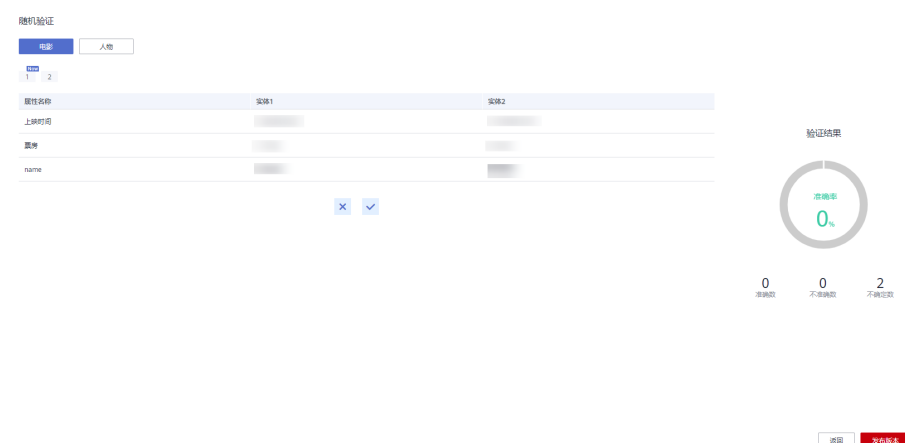 随机验证
电影 人物
New
1 2
属性名称 实体1 实体2
上映时间
票房
name
验证结果
准确率
0%
0 0 2
准确数 不准确数 不确定数
返回 发布版本